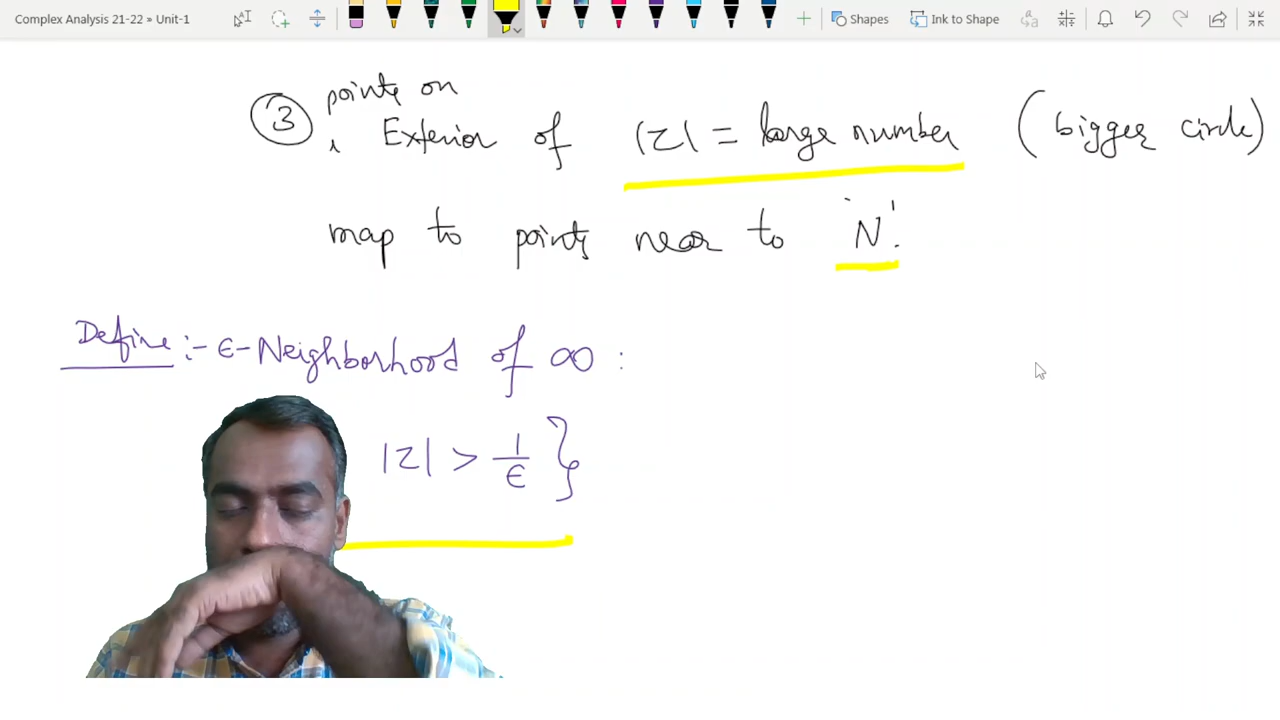 Complex Analysis 21-22 » Unit-1
Shapes
Ink to Shape
③ points on
Exterior of |z| = large number (bigger circle)
map to points near to 'N'.
Define :- ϵ-Neighborhood of ∞ :
|z| > 1/ϵ }